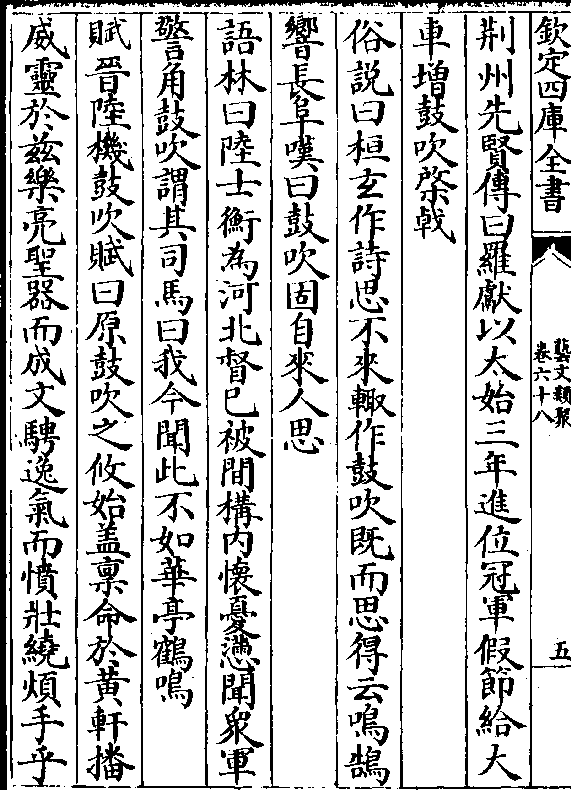 欽定四庫全書
藝文類聚
卷六十八
五
荆州先賢傳曰羅獻以太始三年進位冠軍假節給大
車增鼓吹棨戟
俗説曰桓玄作詩思不來輙作鼓吹既而思得云鳴鵠
響長阜嘆曰鼓吹固自來人思
語林曰陸士衡為河北督已被間構内懷憂懣聞衆軍
警角鼓吹謂其司馬曰我今聞此不如華亭鶴鳴
賦晉陸機鼓吹賦曰原鼓吹之攸始盖禀命於黄軒播
威靈於兹樂亮聖器而成文騁逸氣而憤壯繞煩手乎